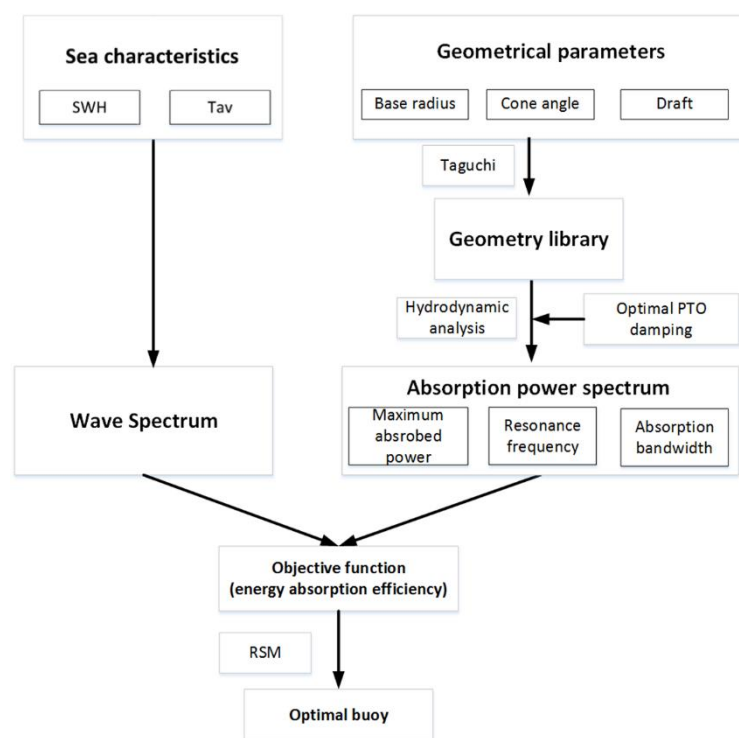 Sea characteristics
SWH
Tav
Geometrical parameters
Base radius
Cone angle
Draft
Taguchi
Geometry library
Hydrodynamic
analysis
Optimal PTO
damping
Wave Spectrum
Absorption power spectrum
Maximum
absrobed
power
Resonance
frequency
Absorption
bandwidth
Objective function
(energy absorption efficiency)
RSM
Optimal buoy